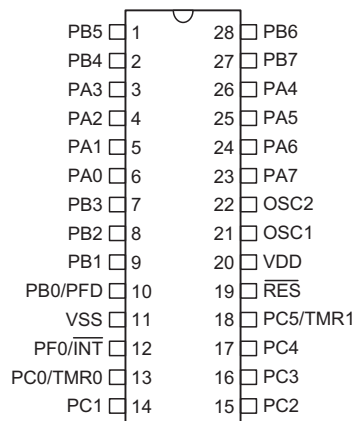 PB5 1 28 PB6
PB4 2 27 PB7
PA3 3 26 PA4
PA2 4 25 PA5
PA1 5 24 PA6
PA0 6 23 PA7
PB3 7 22 OSC2
PB2 8 21 OSC1
PB1 9 20 VDD
PB0/PFD 10 19 R̅E̅S̅
VSS 11 18 PC5/TMR1
PF0/I̅N̅T̅ 12 17 PC4
PC0/TMR0 13 16 PC3
PC1 14 15 PC2